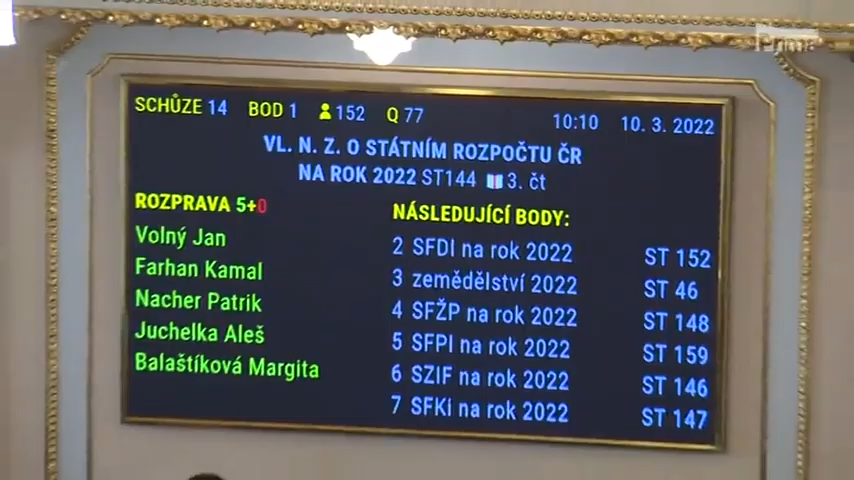 Prima
SCHŮZE 14 BOD 1 152 Q 77 10:10 10. 3. 2022
VL. N. Z. O STÁTNÍM ROZPOČTU ČR
NA ROK 2022 ST144 3. čt
ROZPRAVA 5+0
Volný Jan
Farhan Kamal
Nacher Patrik
Juchelka Aleš
Balaštíková Margita
NÁSLEDUJÍCÍ BODY:
2 SFDI na rok 2022 ST 152
3 zemědělství 2022 ST 46
4 SFŽP na rok 2022 ST 148
5 SFPI na rok 2022 ST 159
6 SZIF na rok 2022 ST 146
7 SFKi na rok 2022 ST 147